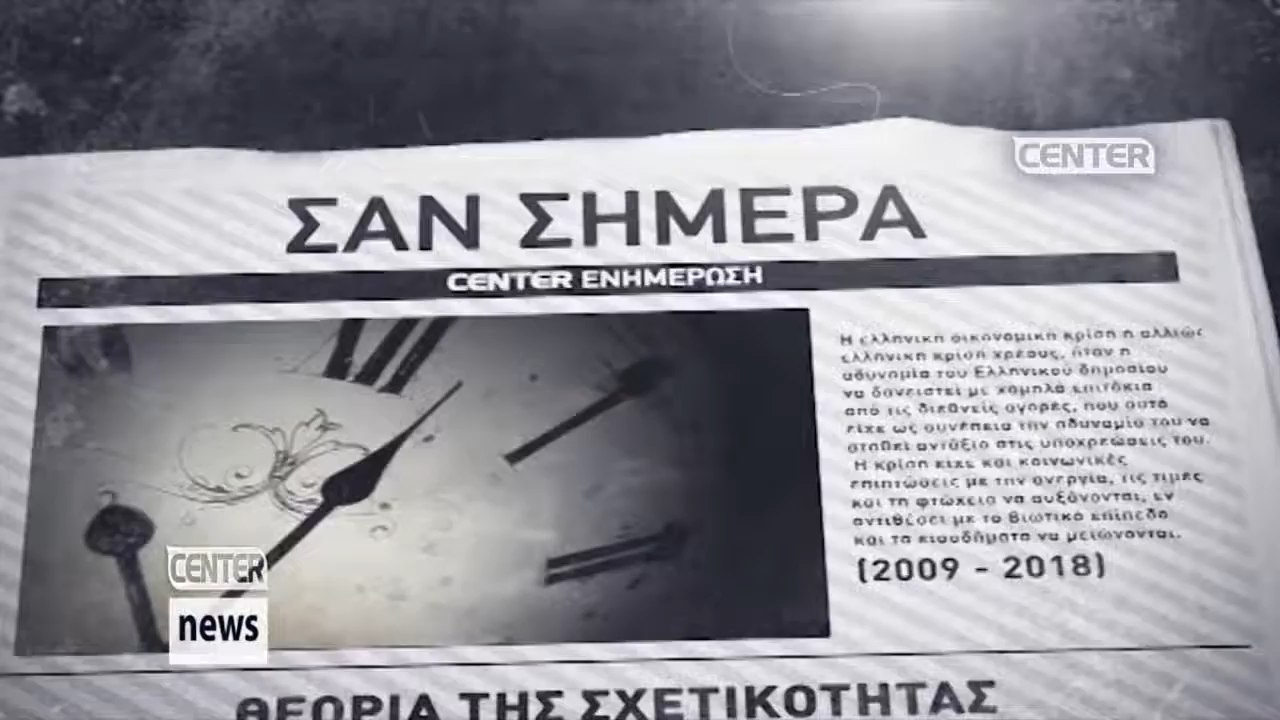 CENTER
ΣΑΝ ΣΗΜΕΡΑ
CENTER ΕΝΗΜΕΡΩΣΗ
Η ελληνική οικονομική κρίση ή αλλιώς
ελληνική κρίση χρέους, ήταν η
αδυναμία του Ελληνικού δημοσίου
να δανειστεί με χαμηλά επιτόκια
από τις διεθνείς αγορές, που αυτό
είχε ως συνέπεια την αδυναμία του να
σταθεί αντάξιο στις υποχρεώσεις του.
Η κρίση είχε και κοινωνικές
επιπτώσεις με την ανεργία, τις τιμές
και τη φτώχεια να αυξάνονται, εν
αντιθέσει με το βιωτικό επίπεδο
και τα εισοδήματα να μειώνονται.
(2009 - 2018)
CENTER
news
ΘΕΩΡΙΑ ΤΗΣ ΣΧΕΤΙΚΟΤΗΤΑΣ